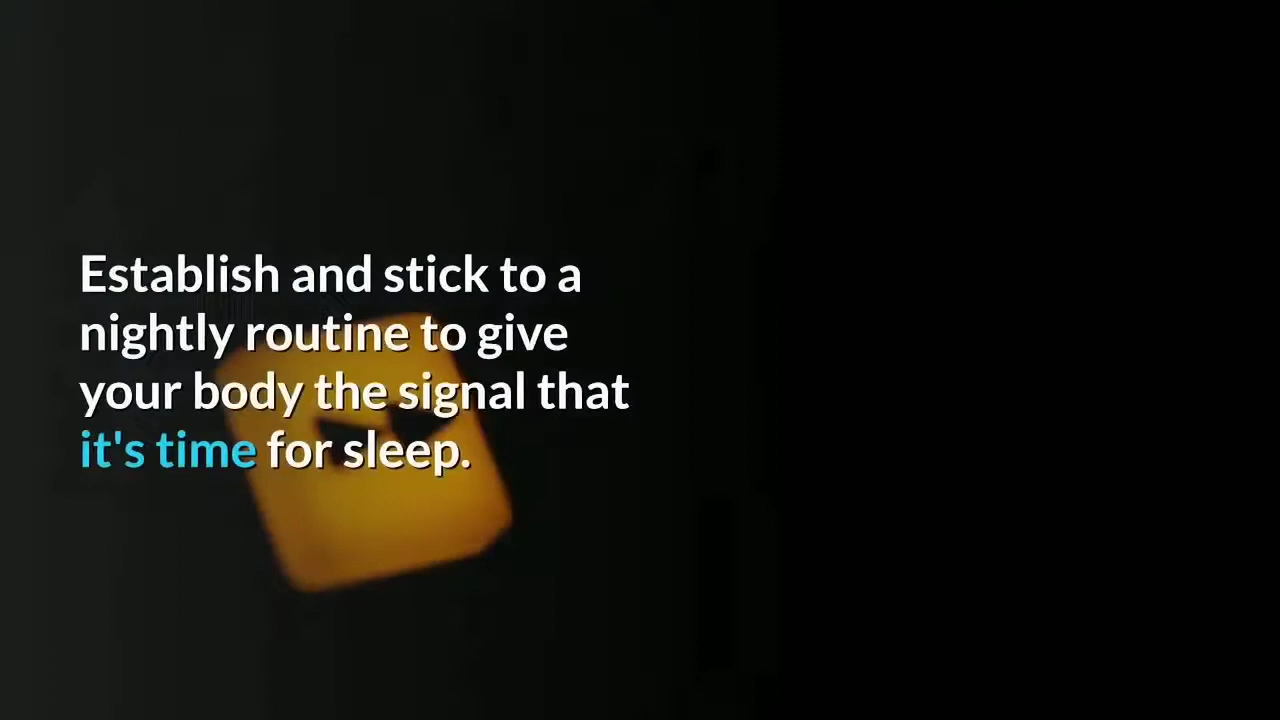 Establish and stick to a
nightly routine to give
your body the signal that
it's time for sleep.